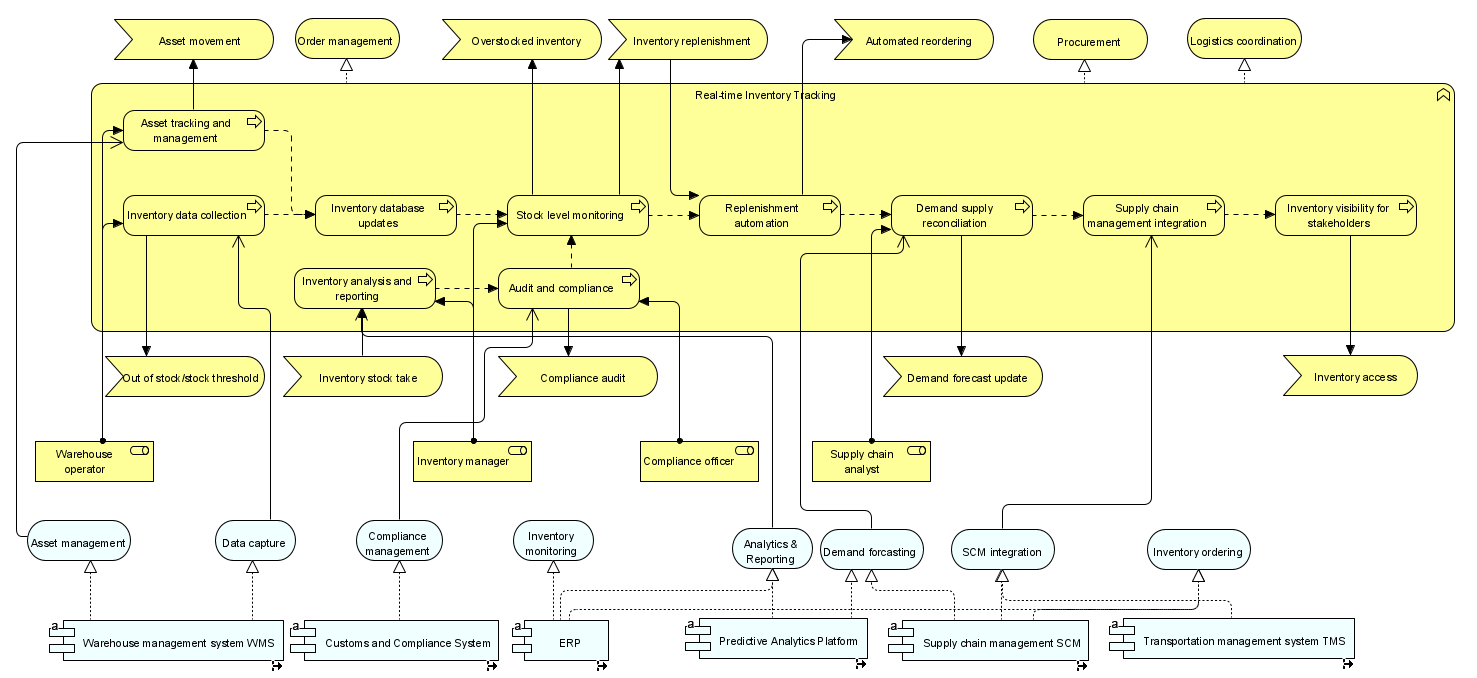 Asset movement
Order management
Overstocked inventory
Inventory replenishment
Automated reordering
Procurement
Logistics coordination
Real-time Inventory Tracking
Asset tracking and
management
Inventory data collection
Inventory database
updates
Stock level monitoring
Replenishment
automation
Demand supply
reconciliation
Supply chain
management integration
Inventory visibility for
stakeholders
Inventory analysis and
reporting
Audit and compliance
Out of stock/stock threshold
Inventory stock take
Compliance audit
Demand forecast update
Inventory access
Warehouse
operator
Inventory manager
Compliance officer
Supply chain
analyst
Asset management
Data capture
Compliance
management
Inventory
monitoring
Analytics &
Reporting
Demand forcasting
SCM integration
Inventory ordering
a
Warehouse management system WMS
a
Customs and Compliance System
a
ERP
a
Predictive Analytics Platform
a
Supply chain management SCM
a
Transportation management system TMS